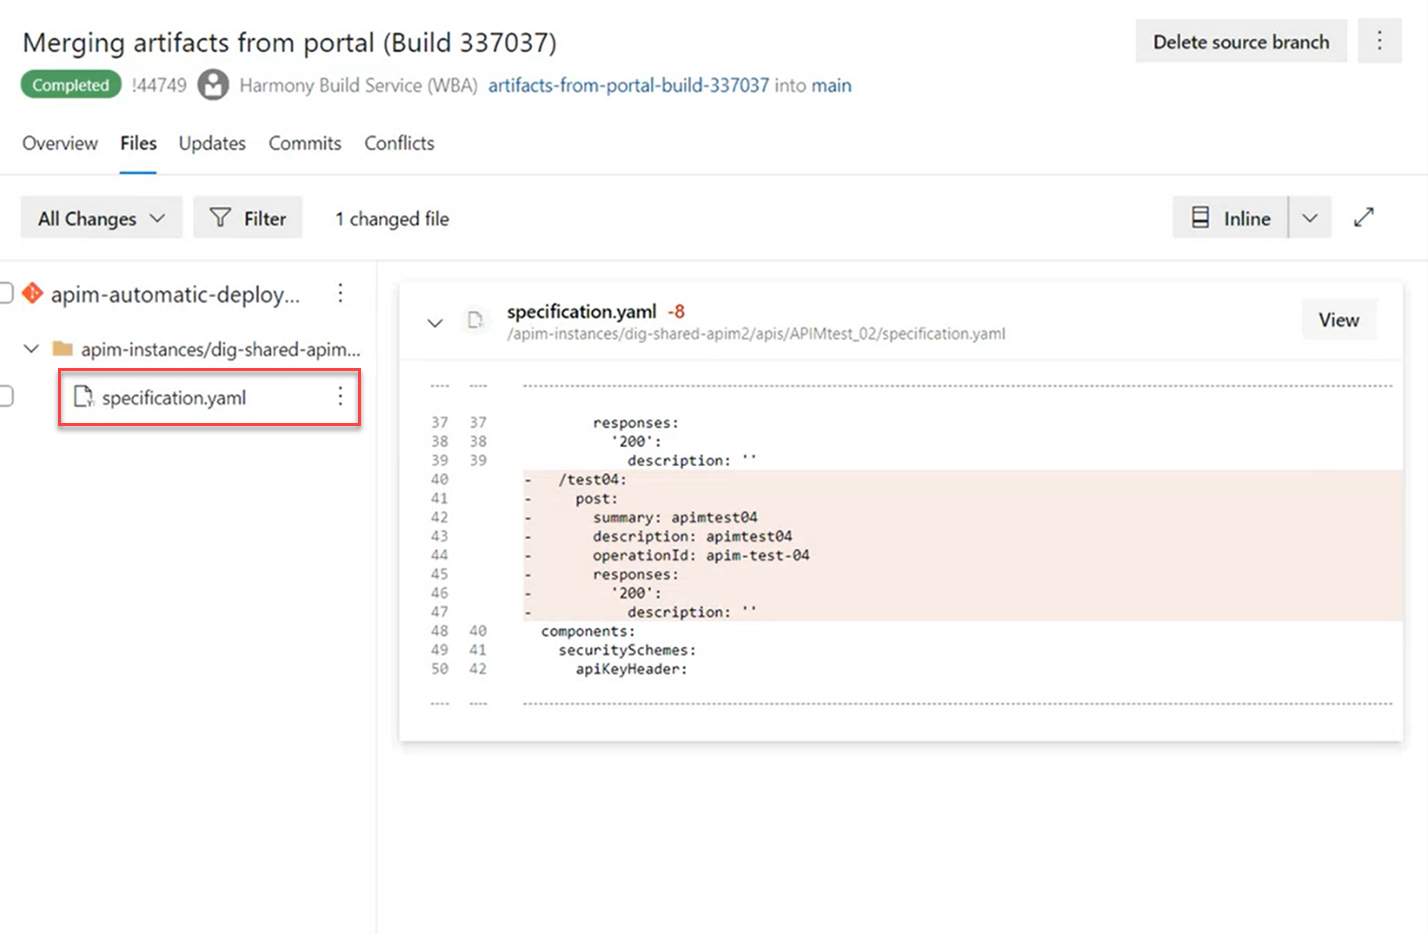 Merging artifacts from portal (Build 337037)
Delete source branch
Completed !44749 Harmony Build Service (WBA) artifacts-from-portal-build-337037 into main
Overview Files Updates Commits Conflicts
All Changes Filter 1 changed file Inline
apim-automatic-deploy...
apim-instances/dig-shared-apim...
specification.yaml
specification.yaml -8
/apim-instances/dig-shared-apim2/apis/APIMtest_02/specification.yaml
View
37 37 responses:
38 38 '200':
39 39 description: ''
40 - /test04:
41 - post:
42 - summary: apimtest04
43 - description: apimtest04
44 - operationId: apim-test-04
45 - responses:
46 - '200':
47 - description: ''
48 40 components:
49 41 securitySchemes:
50 42 apiKeyHeader: